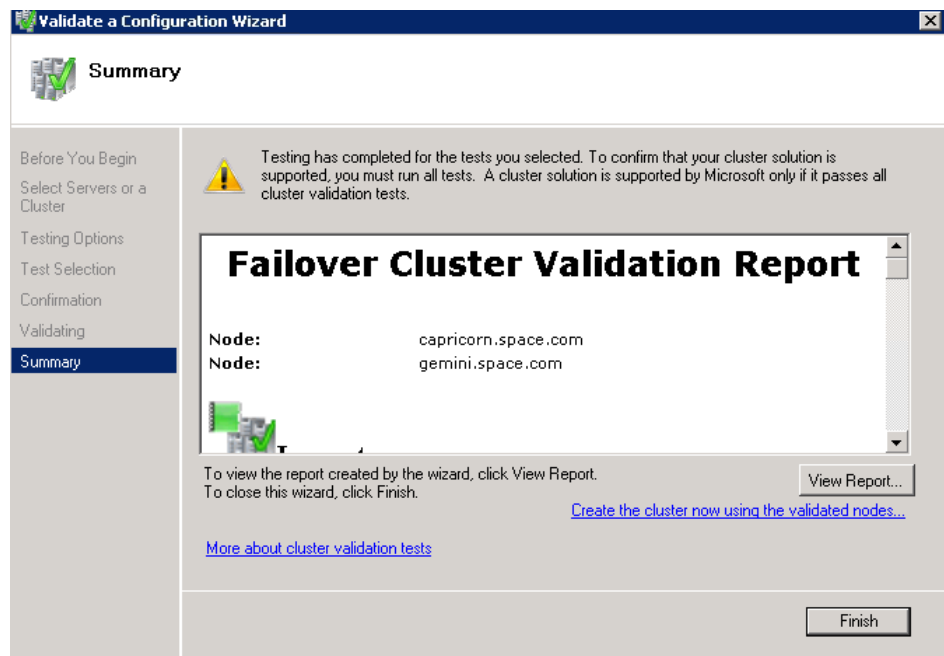 Validate a Configuration Wizard
Summary
Before You Begin
Select Servers or a
Cluster
Testing Options
Test Selection
Confirmation
Validating
Summary
Testing has completed for the tests you selected. To confirm that your cluster solution is
supported, you must run all tests. A cluster solution is supported by Microsoft only if it passes all
cluster validation tests.
Failover Cluster Validation Report
Node: capricorn.space.com
Node: gemini.space.com
To view the report created by the wizard, click View Report.
To close this wizard, click Finish.
View Report...
Create the cluster now using the validated nodes...
More about cluster validation tests
Finish